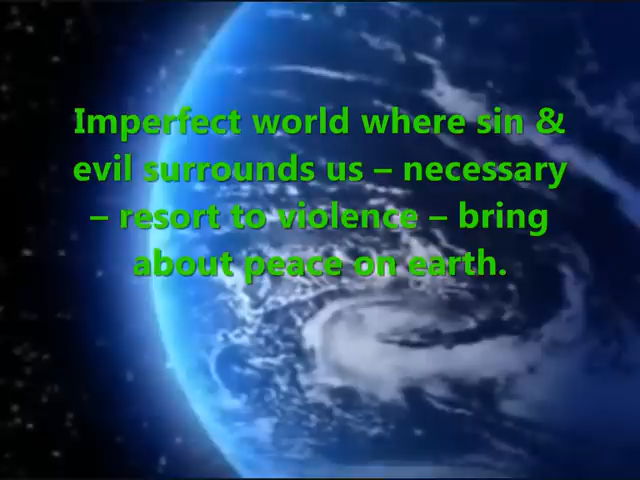 Imperfect world where sin &
evil surrounds us – necessary
– resort to violence – bring
about peace on earth.